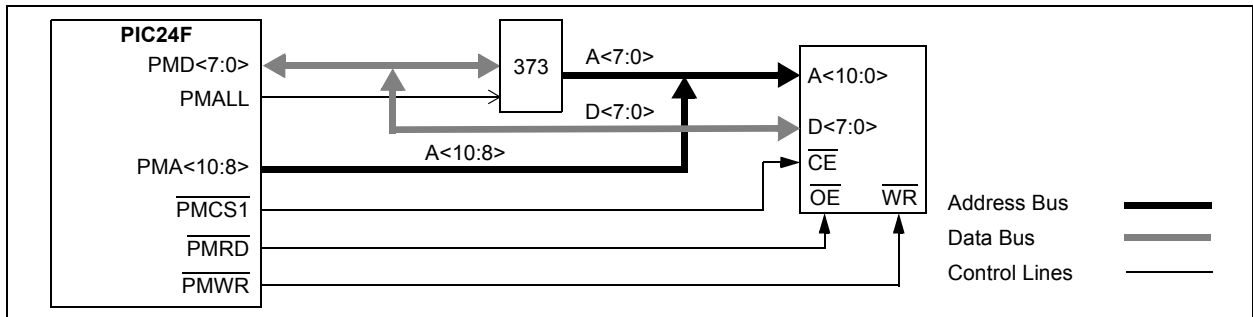 PIC24F
PMD<7:0>
PMALL
PMA<10:8>
PMCS1
PMRD
PMWR
373
A<7:0>
D<7:0>
A<10:8>
A<10:0>
D<7:0>
CE
OE WR
Address Bus
Data Bus
Control Lines